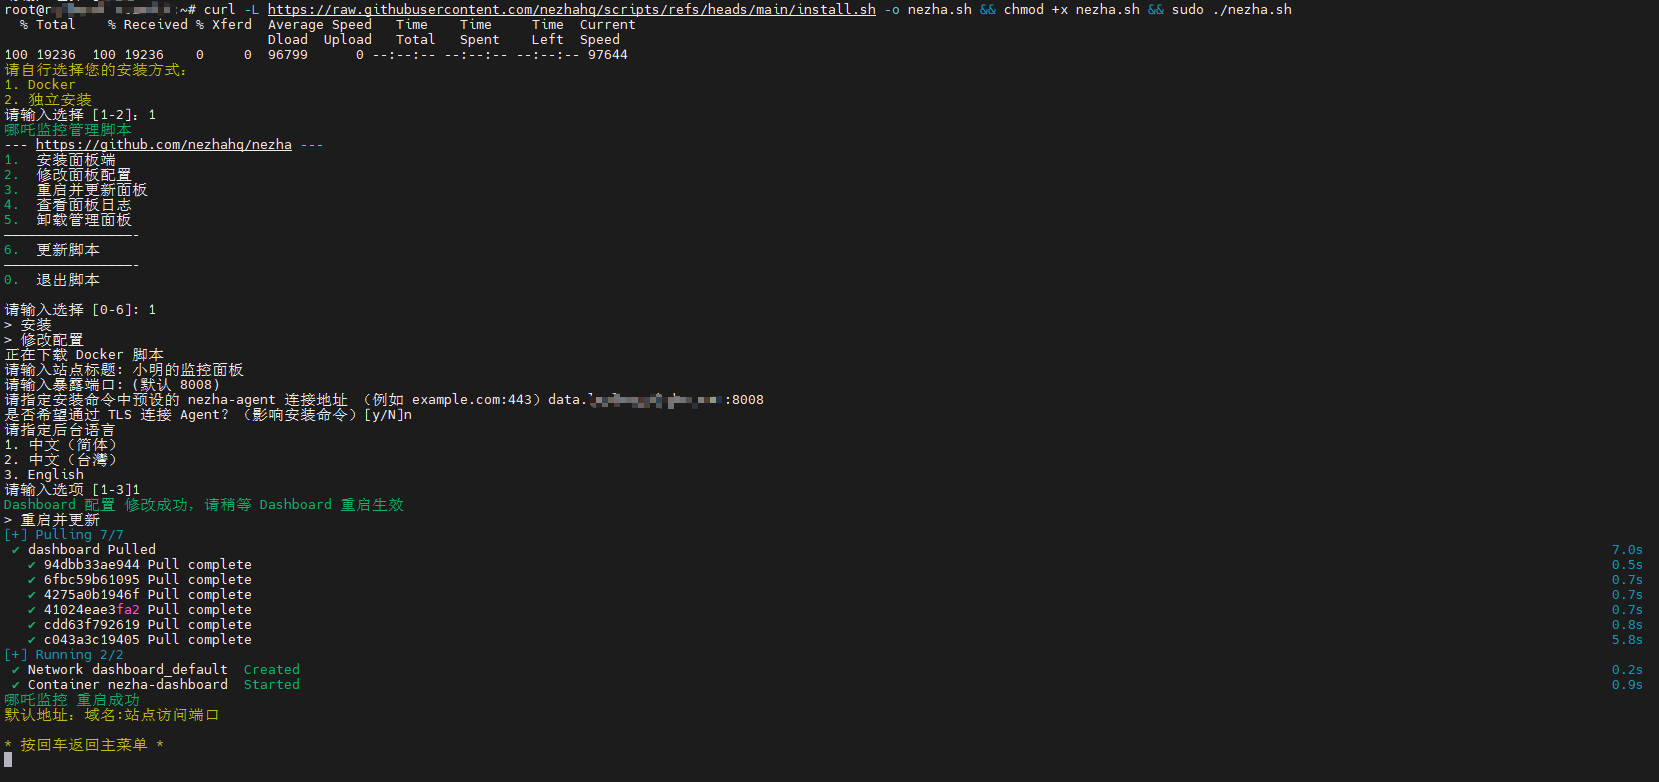 root@r :~# curl -L https://raw.githubusercontent.com/nezhahq/scripts/refs/heads/main/install.sh -o nezha.sh && chmod +x nezha.sh && sudo ./nezha.sh
% Total % Received % Xferd Average Speed Time Time Time Current
Dload Upload Total Spent Left Speed
100 19236 100 19236 0 0 96799 0 --:--:-- --:--:-- --:--:-- 97644
请自行选择您的安装方式：
1. Docker
2. 独立安装
请输入选择 [1-2]：1
哪吒监控管理脚本
--- https://github.com/nezhahq/nezha ---
1. 安装面板端
2. 修改面板配置
3. 重启并更新面板
4. 查看面板日志
5. 卸载管理面板
————————————————-
6. 更新脚本
————————————————-
0. 退出脚本
请输入选择 [0-6]: 1
> 安装
> 修改配置
正在下载 Docker 脚本
请输入站点标题: 小明的监控面板
请输入暴露端口: (默认 8008)
请指定安装命令中预设的 nezha-agent 连接地址 （例如 example.com:443）data. :8008
是否希望通过 TLS 连接 Agent？（影响安装命令）[y/N]n
请指定后台语言
1. 中文（简体）
2. 中文（台灣）
3. English
请输入选项 [1-3]1
Dashboard 配置 修改成功，请稍等 Dashboard 重启生效
> 重启并更新
[+] Pulling 7/7
✔ dashboard Pulled 7.0s
✔ 94dbb33ae944 Pull complete 0.5s
✔ 6fbc59b61095 Pull complete 0.7s
✔ 4275a0b1946f Pull complete 0.7s
✔ 41024eae3fa2 Pull complete 0.7s
✔ cdd63f792619 Pull complete 0.8s
✔ c043a3c19405 Pull complete 5.8s
[+] Running 2/2
✔ Network dashboard_default Created 0.2s
✔ Container nezha-dashboard Started 0.9s
哪吒监控 重启成功
默认地址：域名:站点访问端口
* 按回车返回主菜单 *